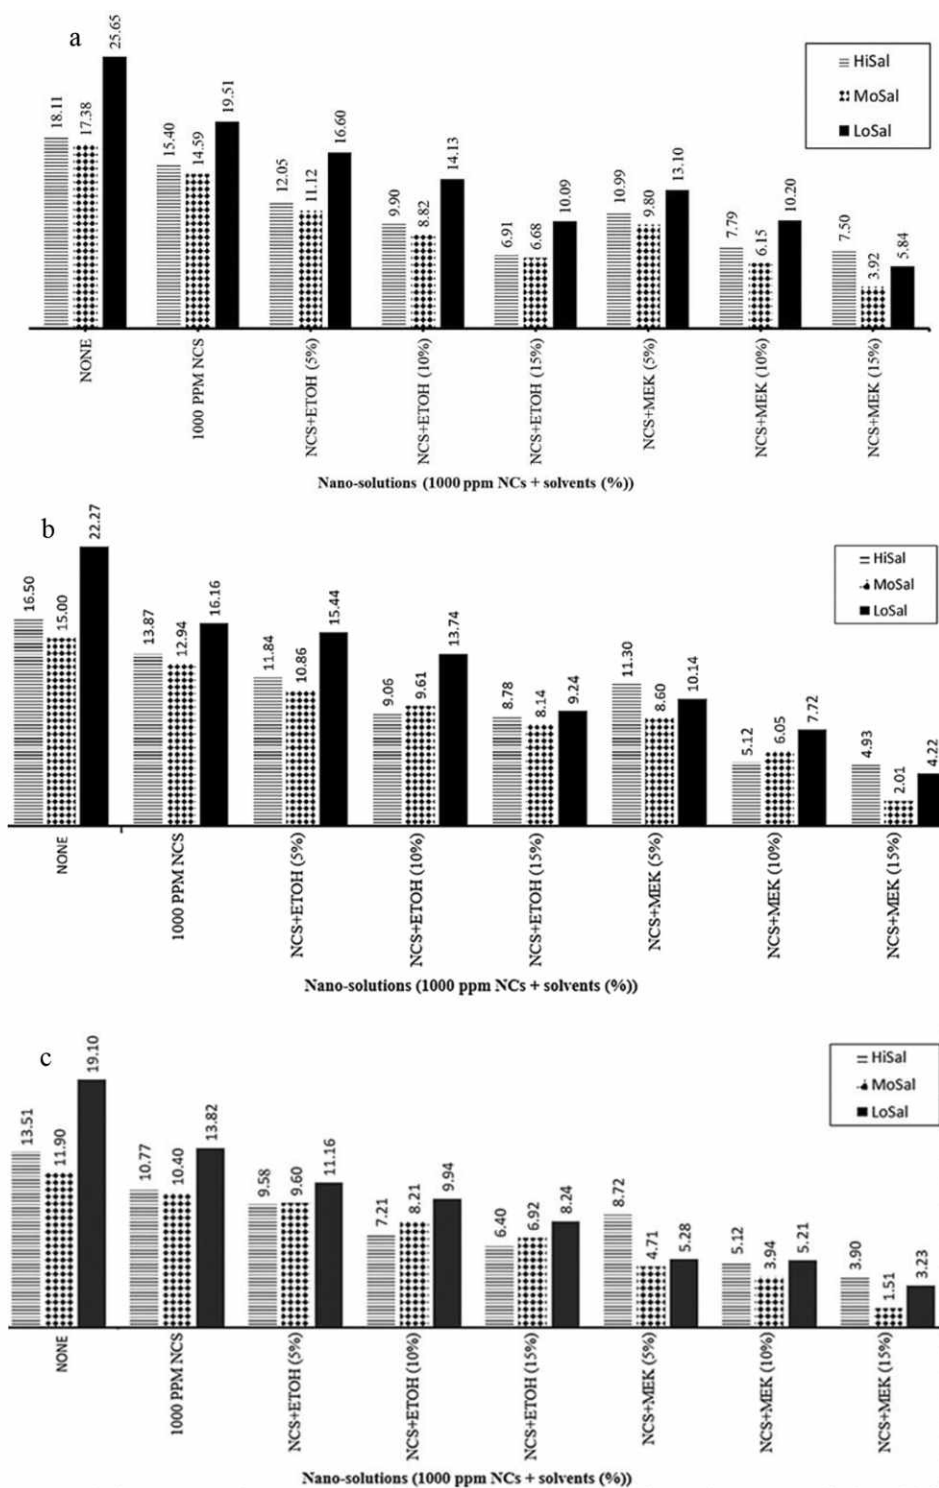 a
HiSal
MoSal
LoSal
18.11
17.38
25.65
15.40
14.59
19.51
12.05
11.12
16.60
9.90
8.82
14.13
6.91
6.68
10.09
10.99
9.80
13.10
7.79
6.15
10.20
7.50
3.92
5.84
NONE
1000 PPM NCS
NCS+ETOH (5%)
NCS+ETOH (10%)
NCS+ETOH (15%)
NCS+MEK (5%)
NCS+MEK (10%)
NCS+MEK (15%)
Nano-solutions (1000 ppm NCs + solvents (%))
b
HiSal
MoSal
LoSal
16.50
15.00
22.27
13.87
12.94
16.16
11.84
10.86
15.44
9.06
9.61
13.74
8.78
8.14
9.24
11.30
8.60
10.14
5.12
6.05
7.72
4.93
2.01
4.22
NONE
1000 PPM NCS
NCS+ETOH (5%)
NCS+ETOH (10%)
NCS+ETOH (15%)
NCS+MEK (5%)
NCS+MEK (10%)
NCS+MEK (15%)
Nano-solutions (1000 ppm NCs + solvents (%))
c
HiSal
MoSal
LoSal
13.51
11.90
19.10
10.77
10.40
13.82
9.58
9.60
11.16
7.21
8.21
9.94
6.40
6.92
8.24
8.72
4.71
5.28
5.12
3.94
5.21
3.90
1.51
3.23
NONE
1000 PPM NCS
NCS+ETOH (5%)
NCS+ETOH (10%)
NCS+ETOH (15%)
NCS+MEK (5%)
NCS+MEK (10%)
NCS+MEK (15%)
Nano-solutions (1000 ppm NCs + solvents (%))